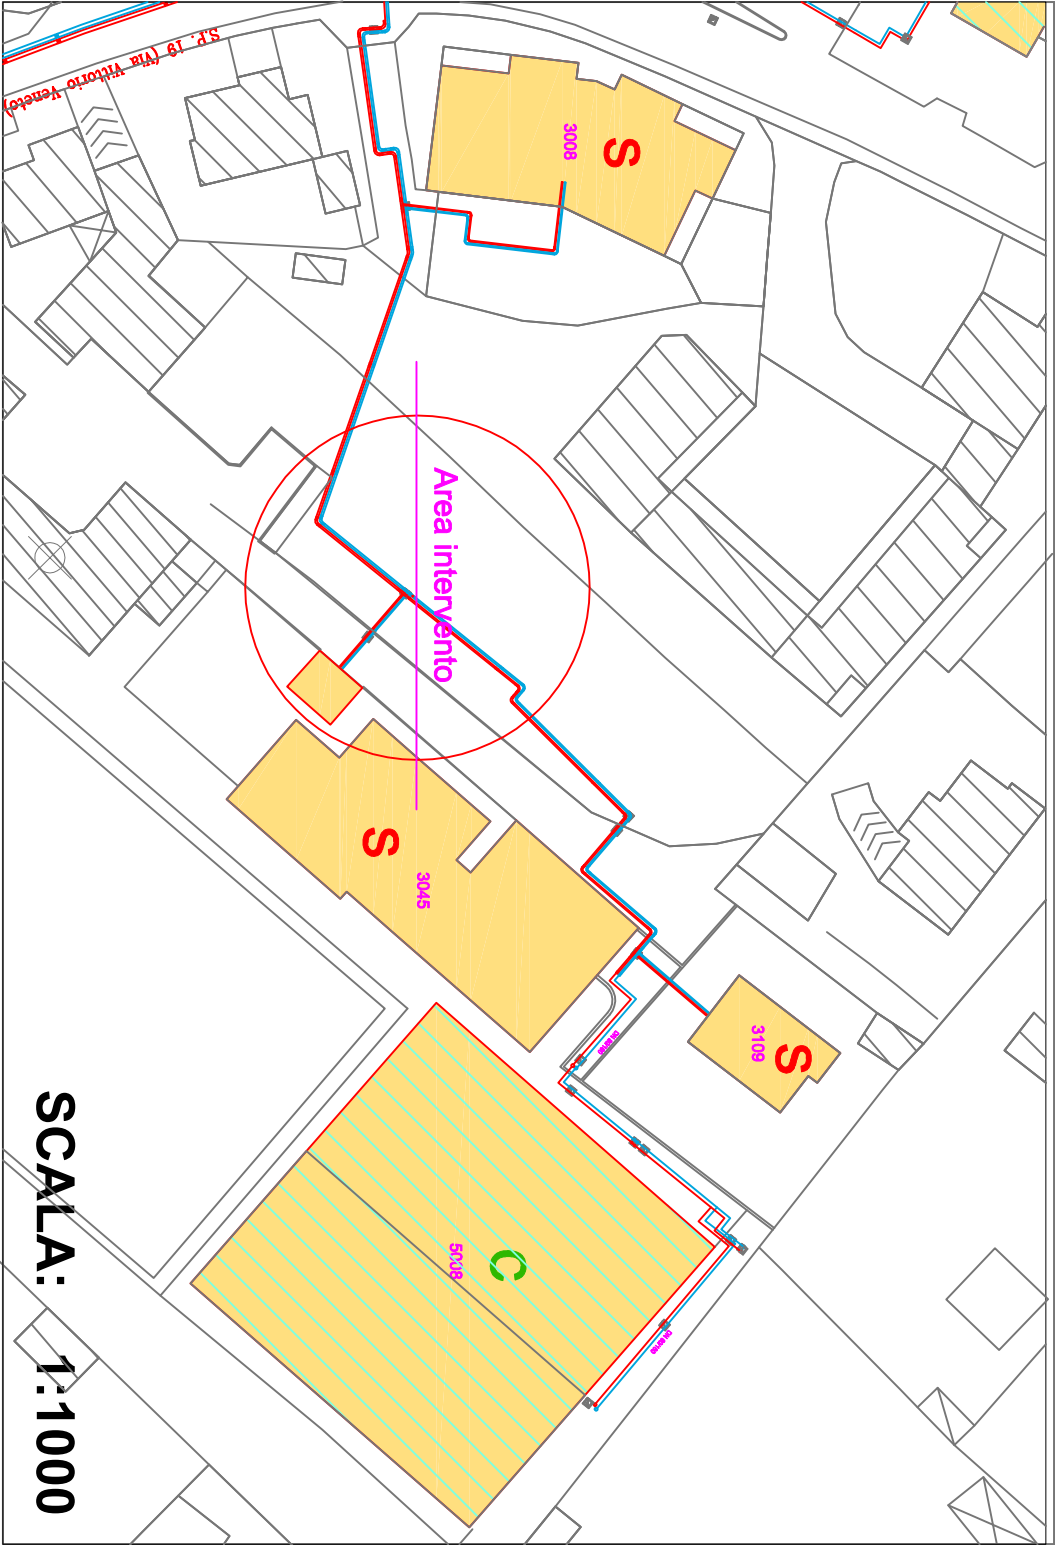 S.P. 19 (Via Vittorio Veneto)
3008
S
Area intervento
S
3045
3109
S
5008
C
SCALA: 1:1000